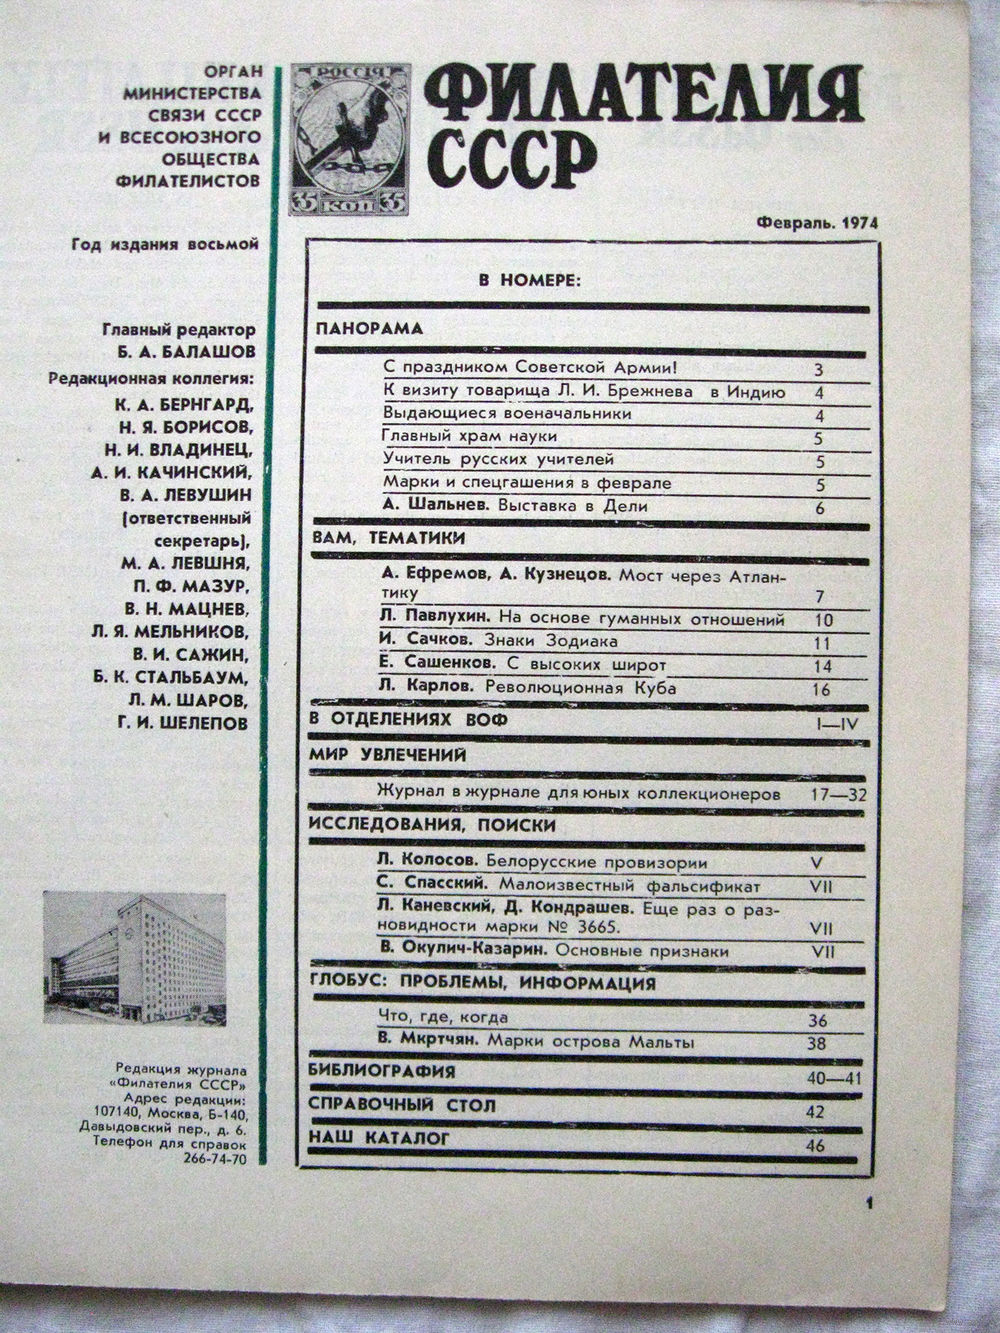 ОРГАН
МИНИСТЕРСТВА
СВЯЗИ СССР
И ВСЕСОЮЗНОГО
ОБЩЕСТВА
ФИЛАТЕЛИСТОВ
Год издания восьмой
Главный редактор
Б. А. БАЛАШОВ
Редакционная коллегия:
К. А. БЕРНГАРД,
Н. Я. БОРИСОВ,
Н. И. ВЛАДИНЕЦ,
А. И. КАЧИНСКИЙ,
В. А. ЛЕВУШИН
(ответственный
секретарь),
М. А. ЛЕВШНЯ,
П. Ф. МАЗУР,
В. Н. МАЦНЕВ,
Л. Я. МЕЛЬНИКОВ,
В. И. САЖИН,
Б. К. СТАЛЬБАУМ,
Л. М. ШАРОВ,
Г. И. ШЕЛЕПОВ
Редакция журнала
«Филателия СССР»
Адрес редакции:
107140, Москва, Б-140,
Давыдовский пер., д. 6.
Телефон для справок
266-74-70
РОССІЯ
35 КОП 35
ФИЛАТЕЛИЯ
СССР
Февраль. 1974
В НОМЕРЕ:
ПАНОРАМА
С праздником Советской Армии! 3
К визиту товарища Л. И. Брежнева в Индию 4
Выдающиеся военачальники 4
Главный храм науки 5
Учитель русских учителей 5
Марки и спецгашения в феврале 5
А. Шальнев. Выставка в Дели 6
ВАМ, ТЕМАТИКИ
А. Ефремов, А. Кузнецов. Мост через Атлан-
тику 7
Л. Павлухин. На основе гуманных отношений 10
И. Сачков. Знаки Зодиака 11
Е. Сашенков. С высоких широт 14
Л. Карлов. Революционная Куба 16
В ОТДЕЛЕНИЯХ ВОФ I—IV
МИР УВЛЕЧЕНИЙ
Журнал в журнале для юных коллекционеров 17—32
ИССЛЕДОВАНИЯ, ПОИСКИ
Л. Колосов. Белорусские провизории V
С. Спасский. Малоизвестный фальсификат VII
Л. Каневский, Д. Кондрашев. Еще раз о раз-
новидности марки № 3665. VII
В. Окулич-Казарин. Основные признаки VII
ГЛОБУС: ПРОБЛЕМЫ, ИНФОРМАЦИЯ
Что, где, когда 36
В. Мкртчян. Марки острова Мальты 38
БИБЛИОГРАФИЯ 40—41
СПРАВОЧНЫЙ СТОЛ 42
НАШ КАТАЛОГ 46
1